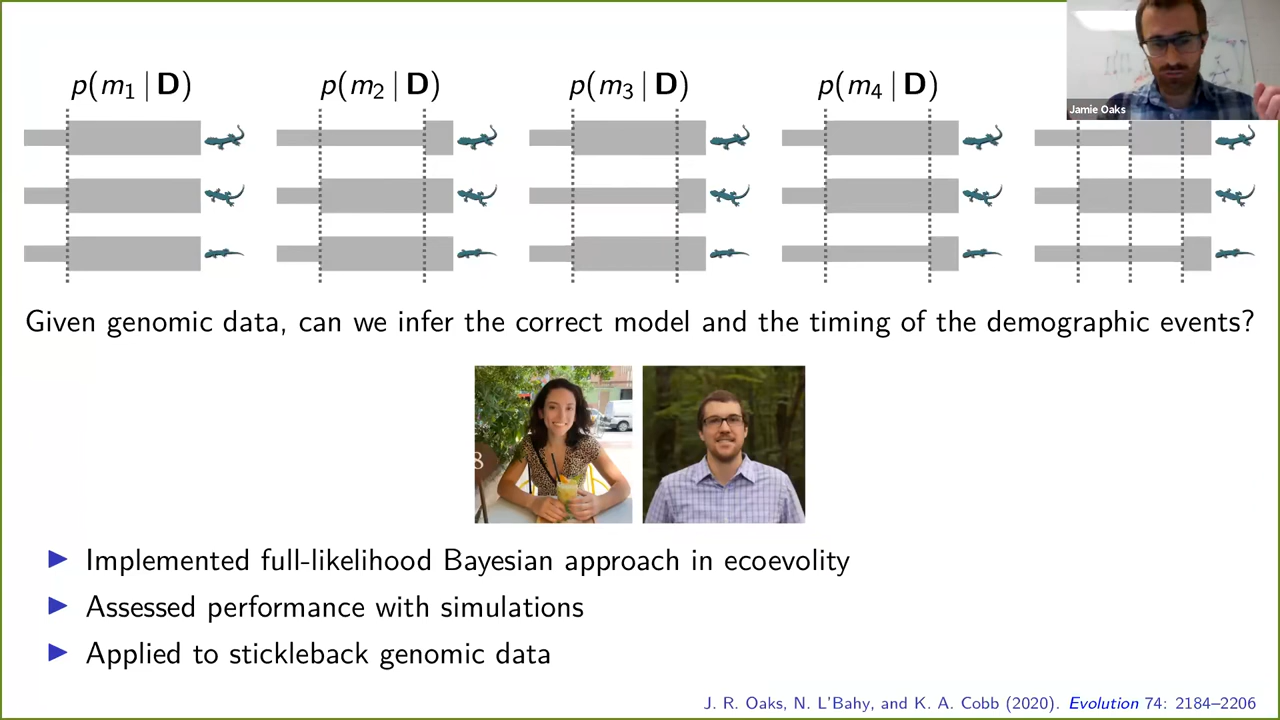 p(m₁ | D) p(m₂ | D) p(m₃ | D) p(m₄ | D)
Jamie Oaks
Given genomic data, can we infer the correct model and the timing of the demographic events?
8
▶ Implemented full-likelihood Bayesian approach in ecoevolity
▶ Assessed performance with simulations
▶ Applied to stickleback genomic data
J. R. Oaks, N. L'Bahy, and K. A. Cobb (2020). Evolution 74: 2184–2206